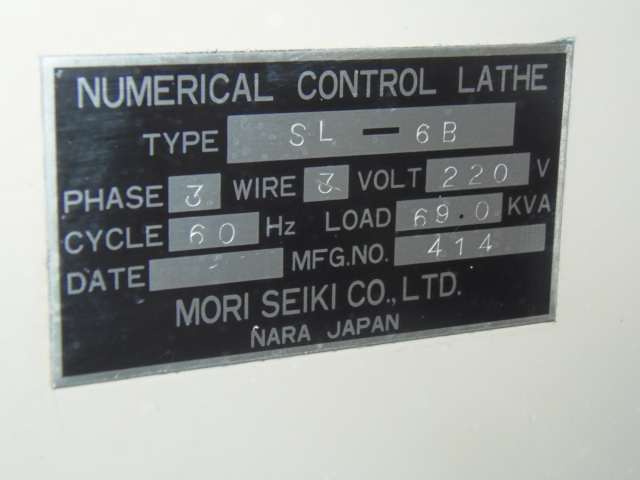 NUMERICAL CONTROL LATHE
TYPE SL - 6B
PHASE 3 WIRE 3 VOLT 220 V
CYCLE 60 Hz LOAD 69.0 KVA
DATE MFG.NO. 414
MORI SEIKI CO., LTD.
NARA JAPAN